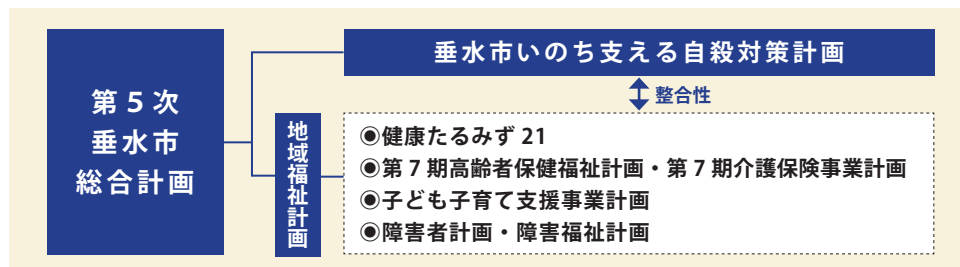 第5次
垂水市
総合計画
垂水市いのち支える自殺対策計画
整合性
地域福祉計画
◉健康たるみず 21
◉第 7 期高齢者保健福祉計画・第 7 期介護保険事業計画
◉子ども子育て支援事業計画
◉障害者計画・障害福祉計画